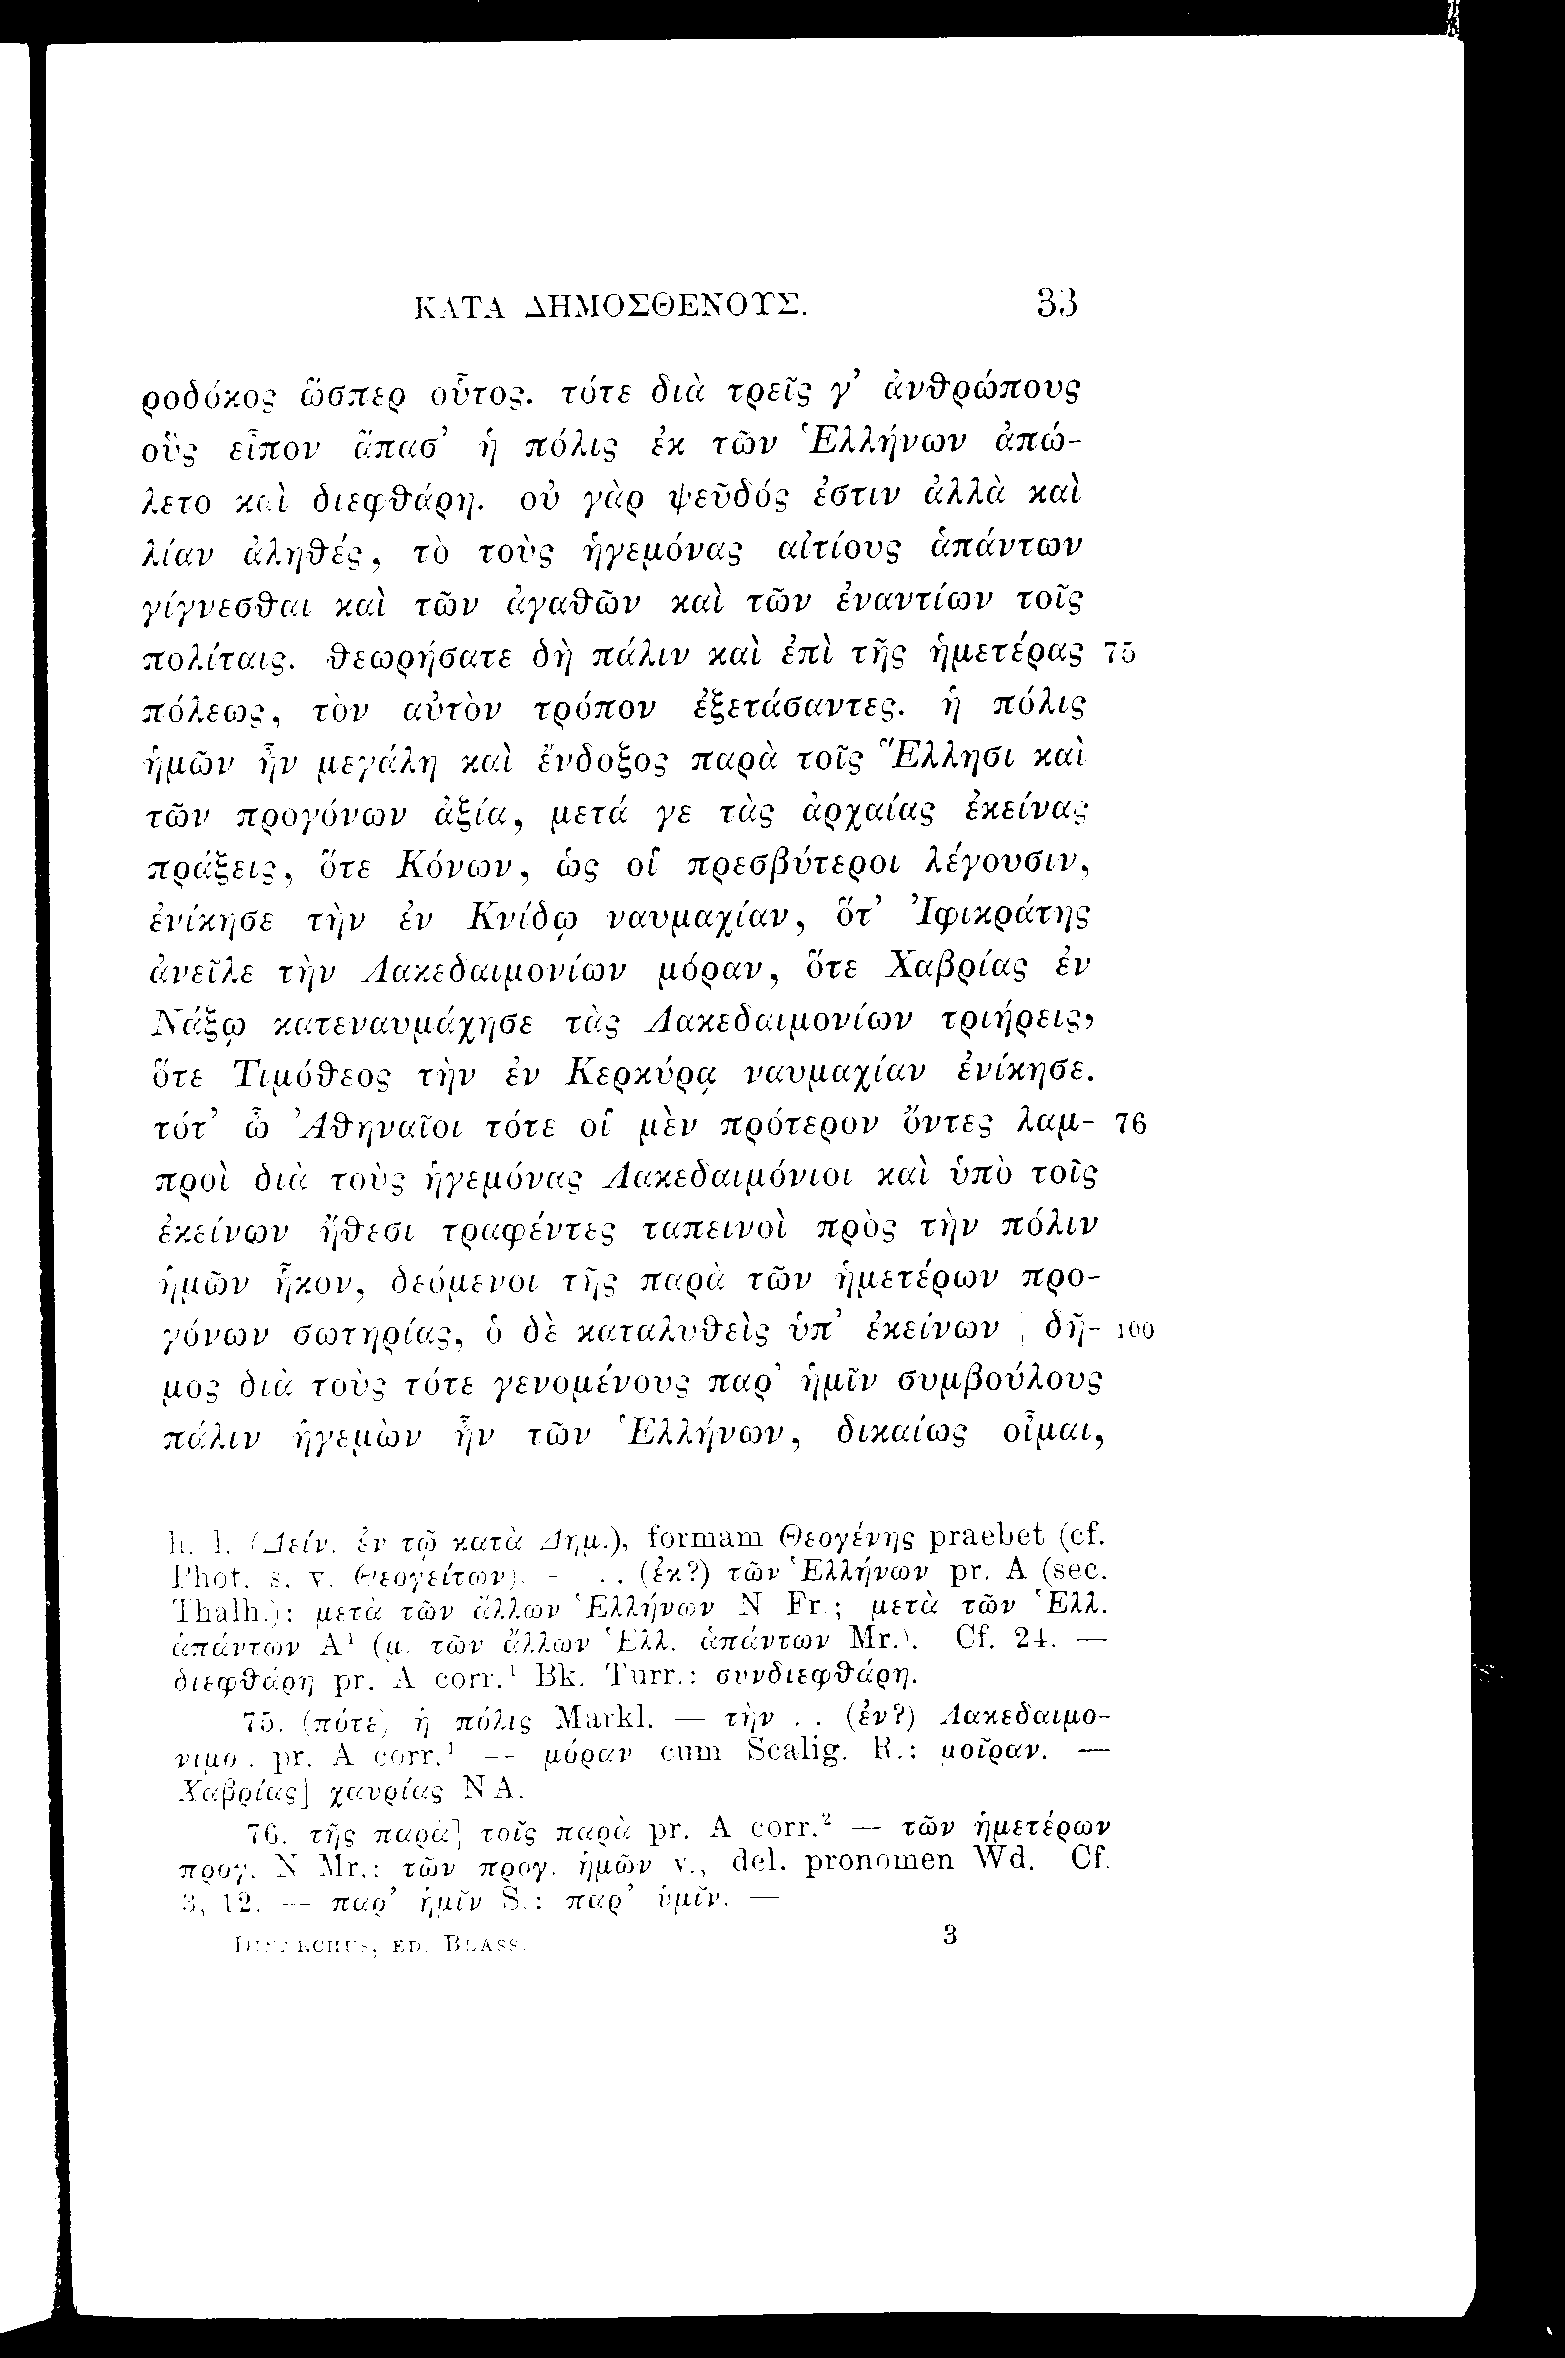 ΚΑΤΑ ΔΗΜΟΣΘΕΝΟΥΣ. 33
ροδόκος ὥσπερ οὗτος. τότε διὰ τρεῖς γ’ ἀνθρώπους
οὓς εἶπον ἅπασ’ ἡ πόλις ἐκ τῶν Ἑλλήνων ἀπώ-
λετο καὶ διεφθάρη. οὐ γὰρ ψεῦδός ἐστιν ἀλλὰ καὶ
λίαν ἀληθές, τὸ τοὺς ἡγεμόνας αἰτίους ἁπάντων
γίγνεσθαι καὶ τῶν ἀγαθῶν καὶ τῶν ἐναντίων τοῖς
πολίταις. θεωρήσατε δὴ πάλιν καὶ ἐπὶ τῆς ἡμετέρας 75
πόλεως, τὸν αὐτὸν τρόπον ἐξετάσαντες. ἡ πόλις
ἡμῶν ἦν μεγάλη καὶ ἔνδοξος παρὰ τοῖς Ἕλλησι καὶ
τῶν προγόνων ἀξία, μετά γε τὰς ἀρχαίας ἐκείνας
πράξεις, ὅτε Κόνων, ὡς οἱ πρεσβύτεροι λέγουσιν,
ἐνίκησε τὴν ἐν Κνίδῳ ναυμαχίαν, ὅτ’ Ἰφικράτης
ἀνεῖλε τὴν Λακεδαιμονίων μόραν, ὅτε Χαβρίας ἐν
Νάξῳ κατεναυμάχησε τὰς Λακεδαιμονίων τριήρεις,
ὅτε Τιμόθεος τὴν ἐν Κερκύρᾳ ναυμαχίαν ἐνίκησε.
τότ’ ὦ Ἀθηναῖοι τότε οἱ μὲν πρότερον ὄντες λαμ- 76
προὶ διὰ τοὺς ἡγεμόνας Λακεδαιμόνιοι καὶ ὑπὸ τοῖς
ἐκείνων ἤθεσι τραφέντες ταπεινοὶ πρὸς τὴν πόλιν
ἡμῶν ἧκον, δεόμενοι τῆς παρὰ τῶν ἡμετέρων προ-
γόνων σωτηρίας, ὁ δὲ καταλυθεὶς ὑπ’ ἐκείνων | δῆ- 100
μος διὰ τοὺς τότε γενομένους παρ’ ἡμῖν συμβούλους
πάλιν ἡγεμὼν ἦν τῶν Ἑλλήνων, δικαίως οἶμαι,
h. l. (Δείν. ἐν τῷ κατὰ Δημ.), formam Θεογένης praebet (cf.
Phot. s. v. Θεογείτων). - . . (ἐκ?) τῶν Ἑλλήνων pr. A (sec.
Thalh.): μετὰ τῶν ἄλλων Ἑλλήνων N Fr.; μετὰ τῶν Ἑλλ.
ἁπάντων A¹ (μ. τῶν ἄλλων Ἑλλ. ἁπάντων Mr.). Cf. 24. —
διεφθάρη pr. A corr.¹ Bk. Turr.: συνδιεφθάρη.
75. (πότε) ἡ πόλις Markl. — τὴν . . (ἐν?) Λακεδαιμο-
νιμο . pr. A corr.¹ — μόραν cum Scalig. R.: μοῖραν. —
Χαβρίας] χαυρίας N A.
76. τῆς παρὰ] τοῖς παρὰ pr. A corr.² — τῶν ἡμετέρων
προγ. N Mr.: τῶν προγ. ἡμῶν v., del. pronomen Wd. Cf.
3, 12. — παρ’ ἡμῖν S.: παρ’ ὑμῖν. —
DINARCHUS, ED. BLASS. 3